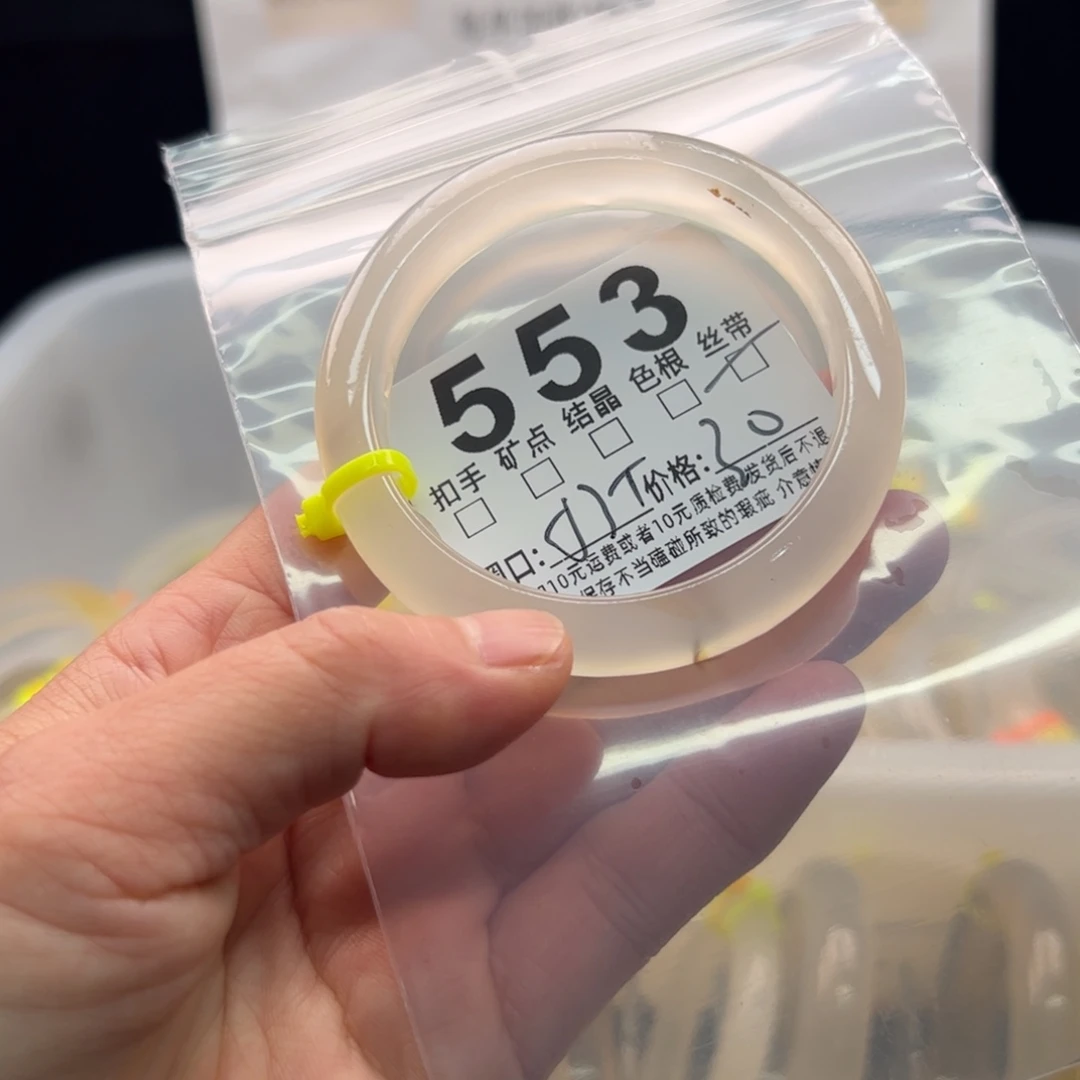 553
扣手 矿点 结晶 色根 丝带
口: 价格: 30
10元运费或者10元质检费发货后不退
保存不当磕碰所致的瑕疵 介意